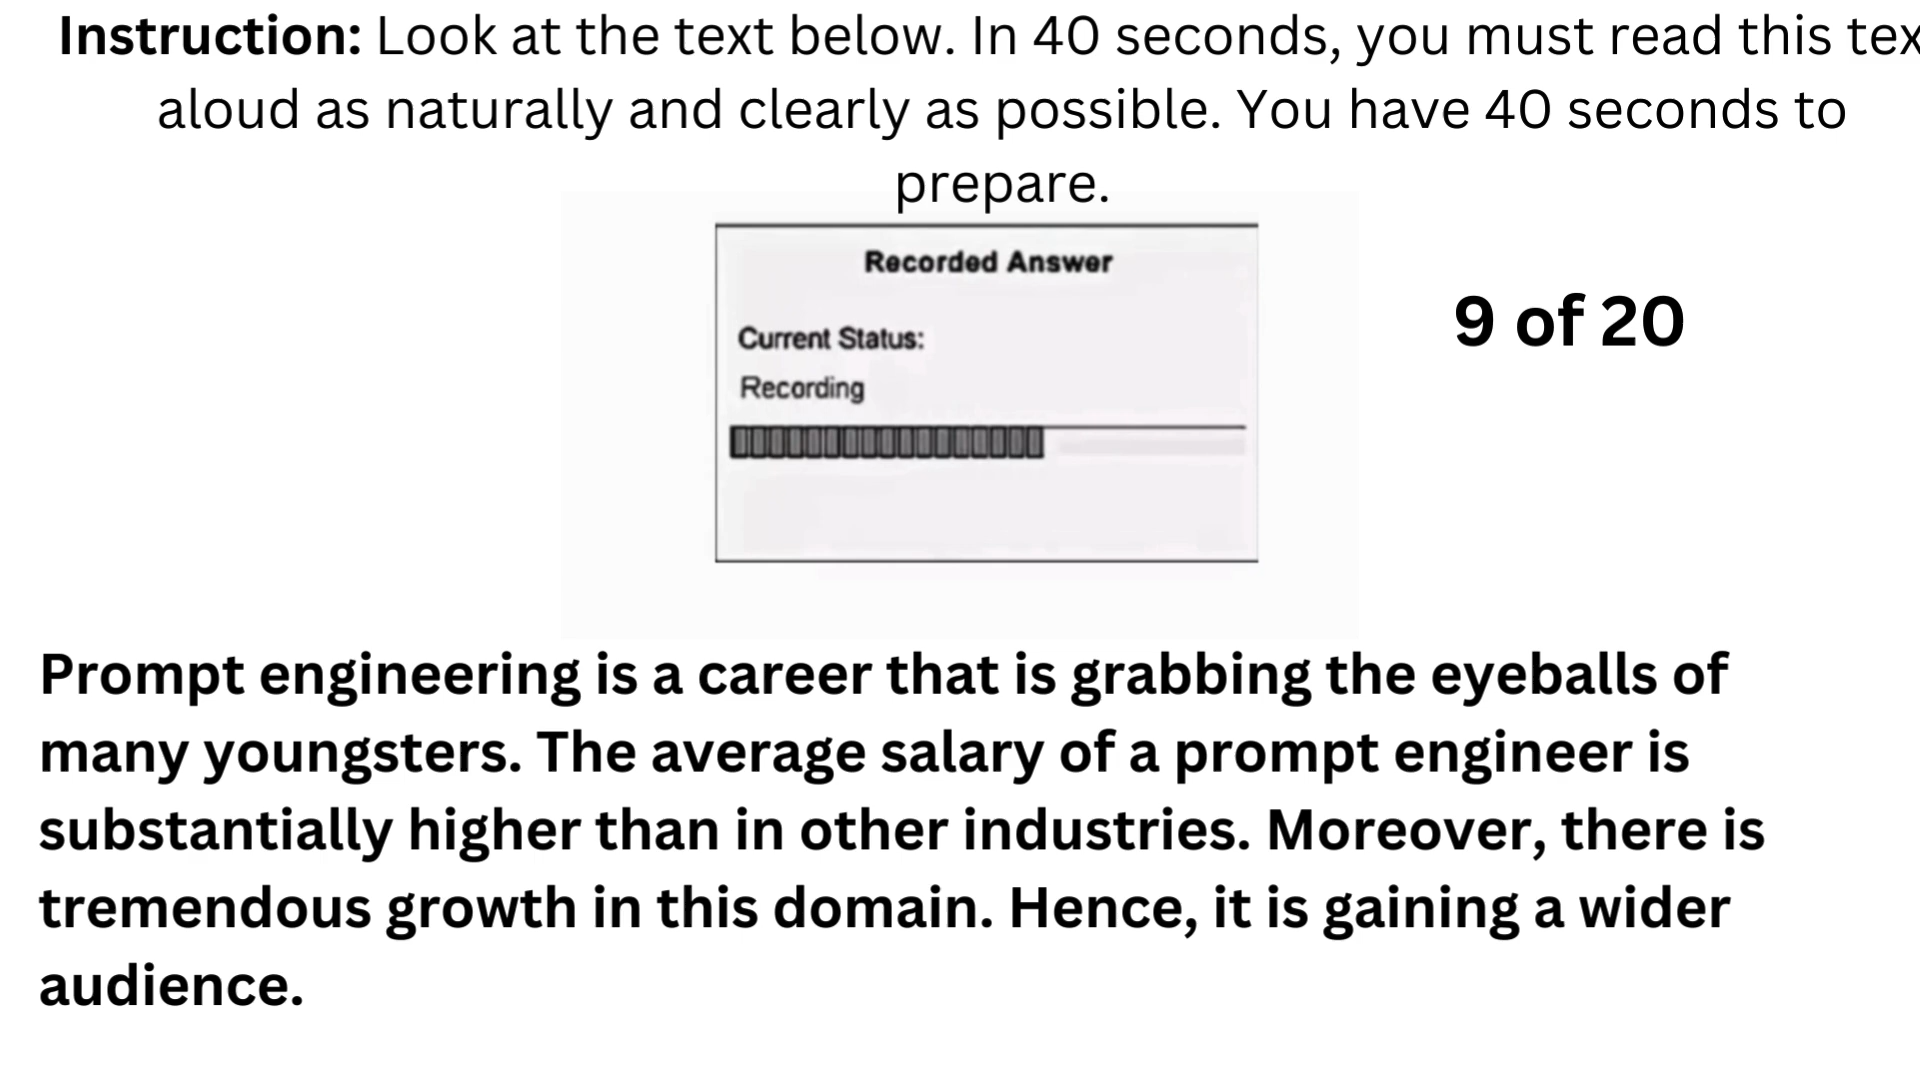 Instruction: Look at the text below. In 40 seconds, you must read this tex
aloud as naturally and clearly as possible. You have 40 seconds to
prepare.
Recorded Answer
Current Status:
Recording
9 of 20
Prompt engineering is a career that is grabbing the eyeballs of
many youngsters. The average salary of a prompt engineer is
substantially higher than in other industries. Moreover, there is
tremendous growth in this domain. Hence, it is gaining a wider
audience.